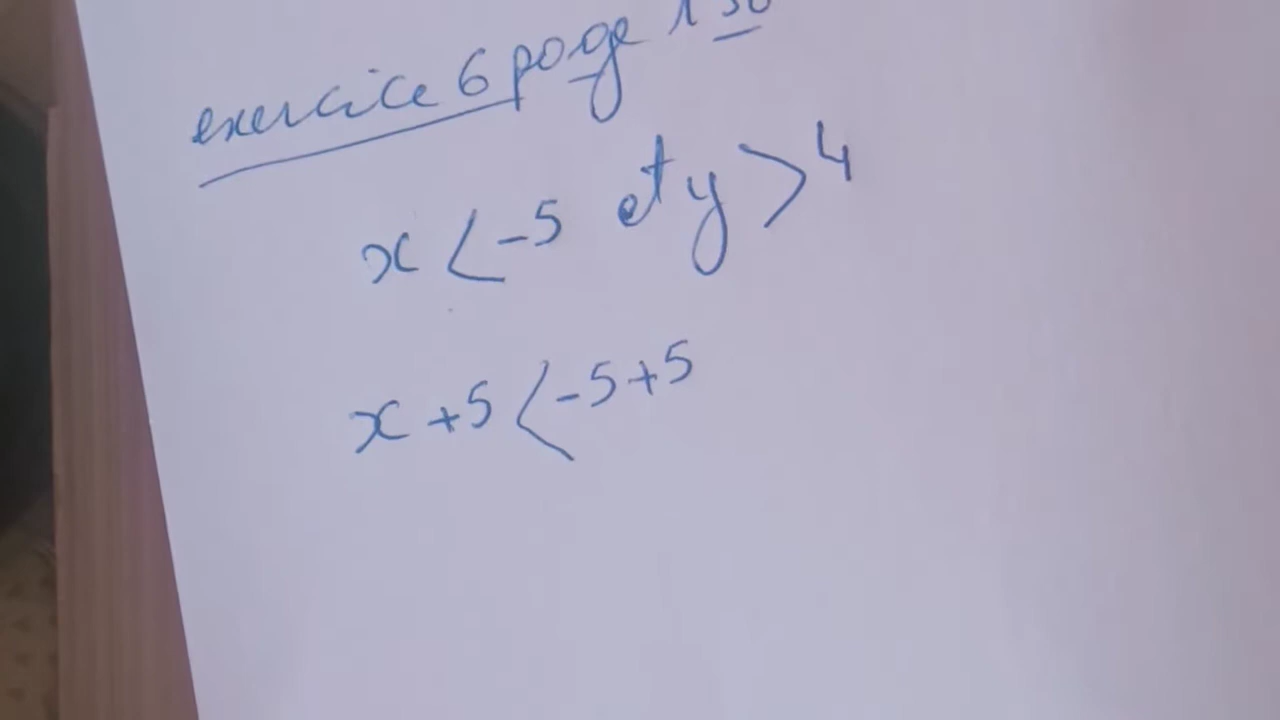 exercice 6 page
x < -5 et y > 4
x + 5 < -5 + 5